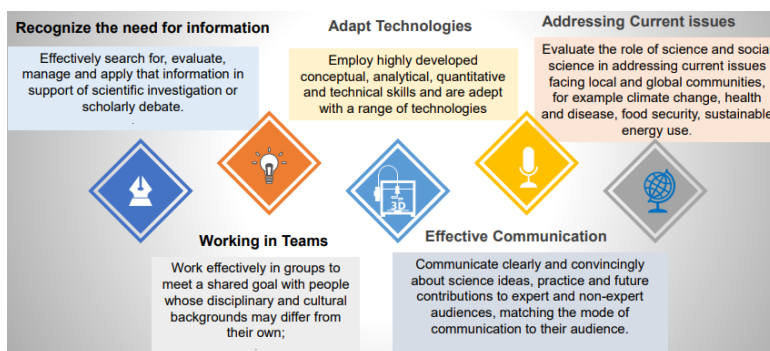 Recognize the need for information
Effectively search for, evaluate,
manage and apply that information in
support of scientific investigation or
scholarly debate.
.
Adapt Technologies
Employ highly developed
conceptual, analytical, quantitative
and technical skills and are adept
with a range of technologies
Addressing Current issues
Evaluate the role of science and social
science in addressing current issues
facing local and global communities,
for example climate change, health
and disease, food security, sustainable
energy use.
3D
Working in Teams
Work effectively in groups to
meet a shared goal with people
whose disciplinary and cultural
backgrounds may differ from
their own;
.
Effective Communication
Communicate clearly and convincingly
about science ideas, practice and future
contributions to expert and non-expert
audiences, matching the mode of
communication to their audience.